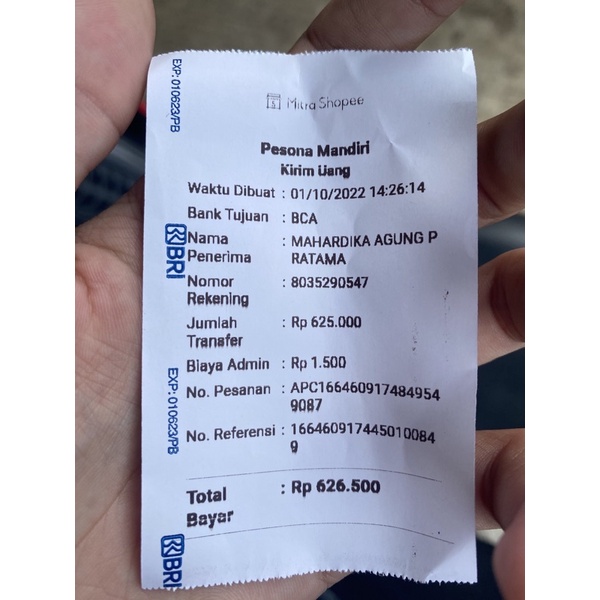 Mitra Shopee
Pesona Mandiri
Kirim Uang
Waktu Dibuat : 01/10/2022 14:26:14
Bank Tujuan : BCA
Nama Penerima : MAHARDIKA AGUNG P
RATAMA
Nomor Rekening : 8035290547
Jumlah Transfer : Rp 625.000
Biaya Admin : Rp 1.500
No. Pesanan : APC166460917484954
9087
No. Referensi : 166460917445010084
9
Total Bayar : Rp 626.500
EXP: 010623/PB
BRI
EXP: 010623/PB
BRI